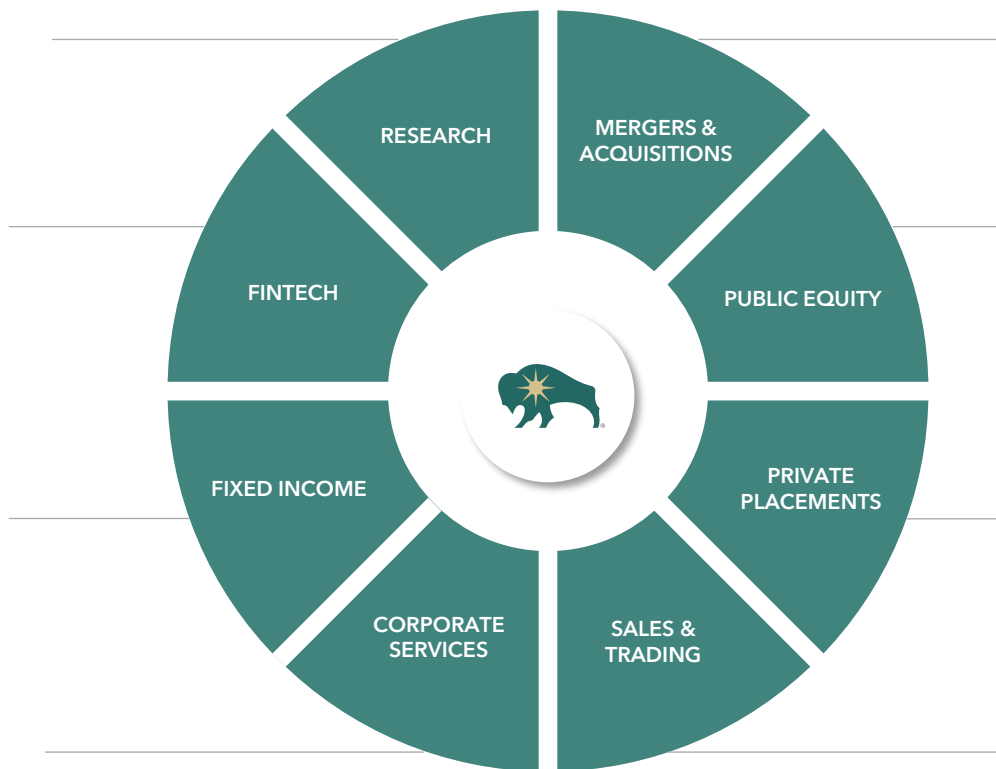 RESEARCH
MERGERS &
ACQUISITIONS
FINTECH
PUBLIC EQUITY
FIXED INCOME
PRIVATE
PLACEMENTS
CORPORATE
SERVICES
SALES &
TRADING
®